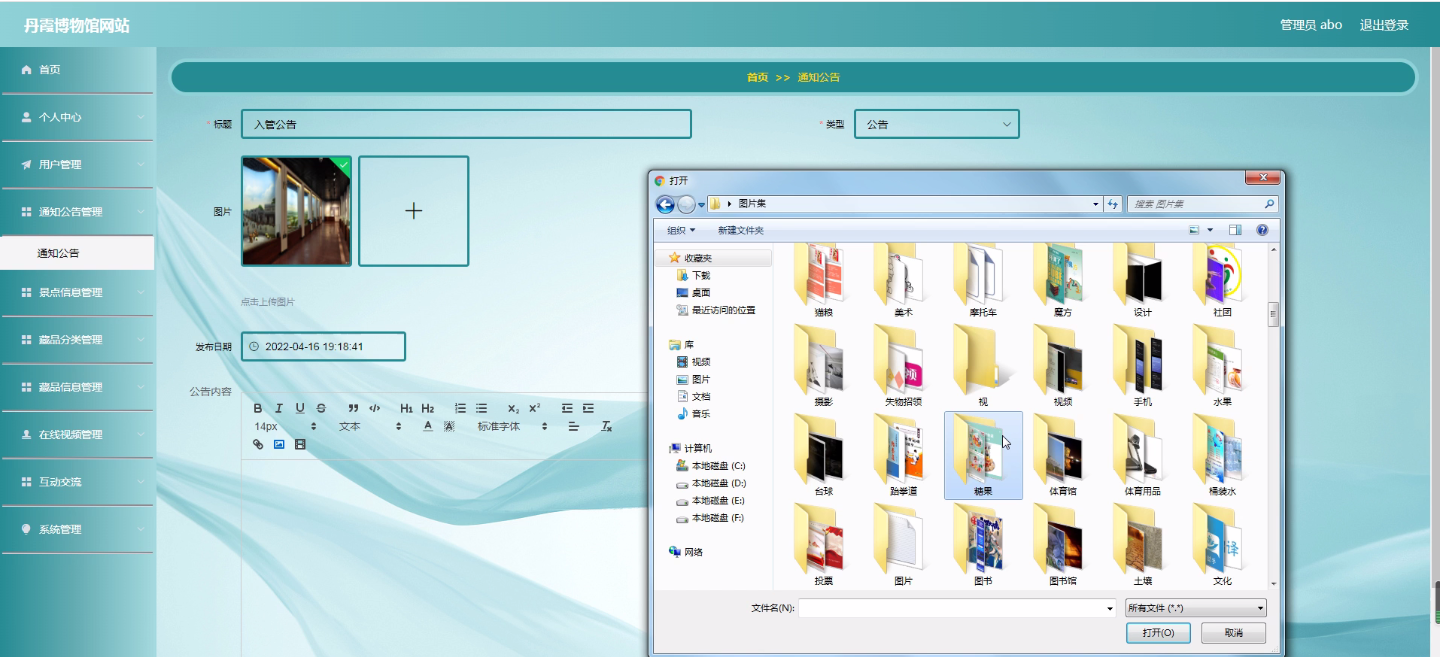 丹霞博物馆网站
管理员 abo 退出登录
首页
个人中心
用户管理
通知公告管理
通知公告
景点信息管理
藏品分类管理
藏品信息管理
在线视频管理
互动交流
系统管理
首页 >> 通知公告
* 标题 入管公告
* 类型 公告
图片
点击上传图片
发布日期 2022-04-16 19:18:41
公告内容
B I U S ” </> H1 H2 X₂ X²
14px 文本 A 标准字体
打开
图片集
搜索 图片集
组织 新建文件夹
收藏夹
下载
桌面
最近访问的位置
库
视频
图片
文档
音乐
计算机
本地磁盘 (C:)
本地磁盘 (D:)
本地磁盘 (E:)
本地磁盘 (F:)
网络
猫粮 美术 摩托车 魔方 设计 社团
摄影 失物招领 视 视频 手机 水果
台球 跆拳道 糖果 体育馆 体育用品 桶装水
投票 图片 图书 图书馆 土壤 文化
文件名(N):
所有文件 (*.*)
打开(O) 取消